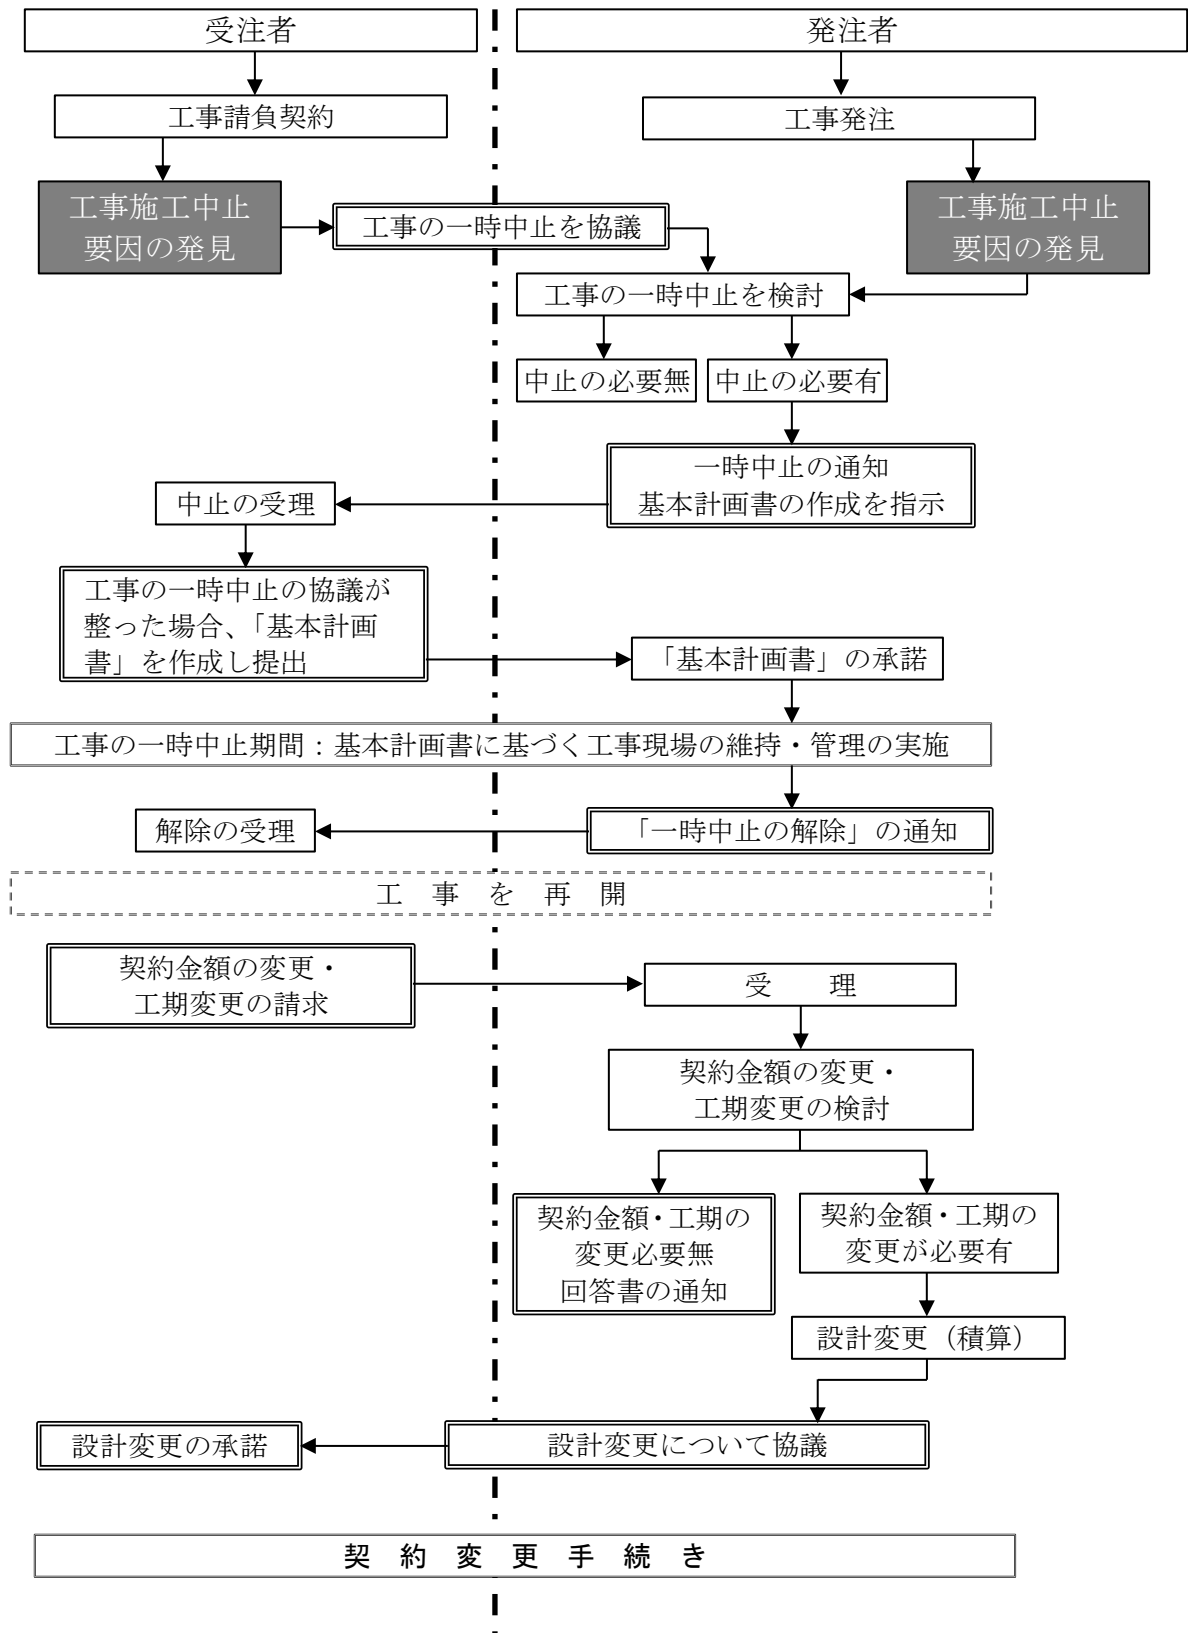 受注者
発注者
工事請負契約
工事発注
工事施工中止
要因の発見
工事の一時中止を協議
工事施工中止
要因の発見
工事の一時中止を検討
中止の必要無
中止の必要有
一時中止の通知
基本計画書の作成を指示
中止の受理
工事の一時中止の協議が
整った場合、「基本計画
書」を作成し提出
「基本計画書」の承諾
工事の一時中止期間：基本計画書に基づく工事現場の維持・管理の実施
解除の受理
「一時中止の解除」の通知
工　事　を　再　開
契約金額の変更・
工期変更の請求
受　　理
契約金額の変更・
工期変更の検討
契約金額・工期の
変更必要無
回答書の通知
契約金額・工期の
変更が必要有
設計変更（積算）
設計変更の承諾
設計変更について協議
契　約　変　更　手　続　き